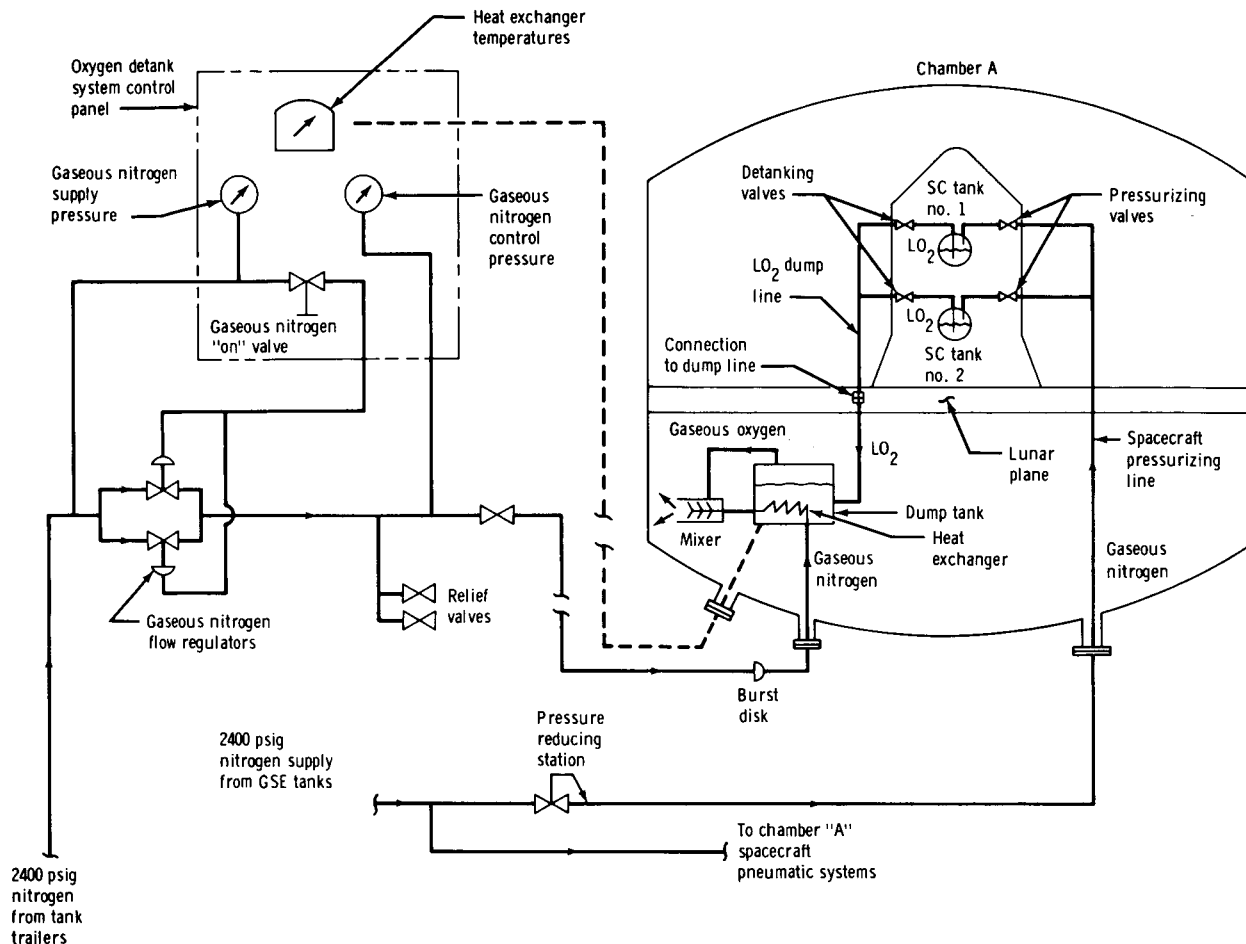 Heat exchanger
temperatures
Oxygen detank
system control
panel
Chamber A
Gaseous nitrogen
supply
pressure
Gaseous
nitrogen
control
pressure
Detanking
valves
SC tank
no. 1
Pressurizing
valves
LO2
LO2 dump
line
LO2
Gaseous nitrogen
"on" valve
SC tank
no. 2
Connection
to dump line
Gaseous oxygen
LO2
Lunar
plane
Spacecraft
pressurizing
line
Mixer
Dump tank
Heat
exchanger
Gaseous
nitrogen
Gaseous
nitrogen
Relief
valves
Gaseous nitrogen
flow regulators
Burst
disk
2400 psig
nitrogen supply
from GSE tanks
Pressure
reducing
station
To chamber "A"
spacecraft
pneumatic systems
2400 psig
nitrogen
from tank
trailers